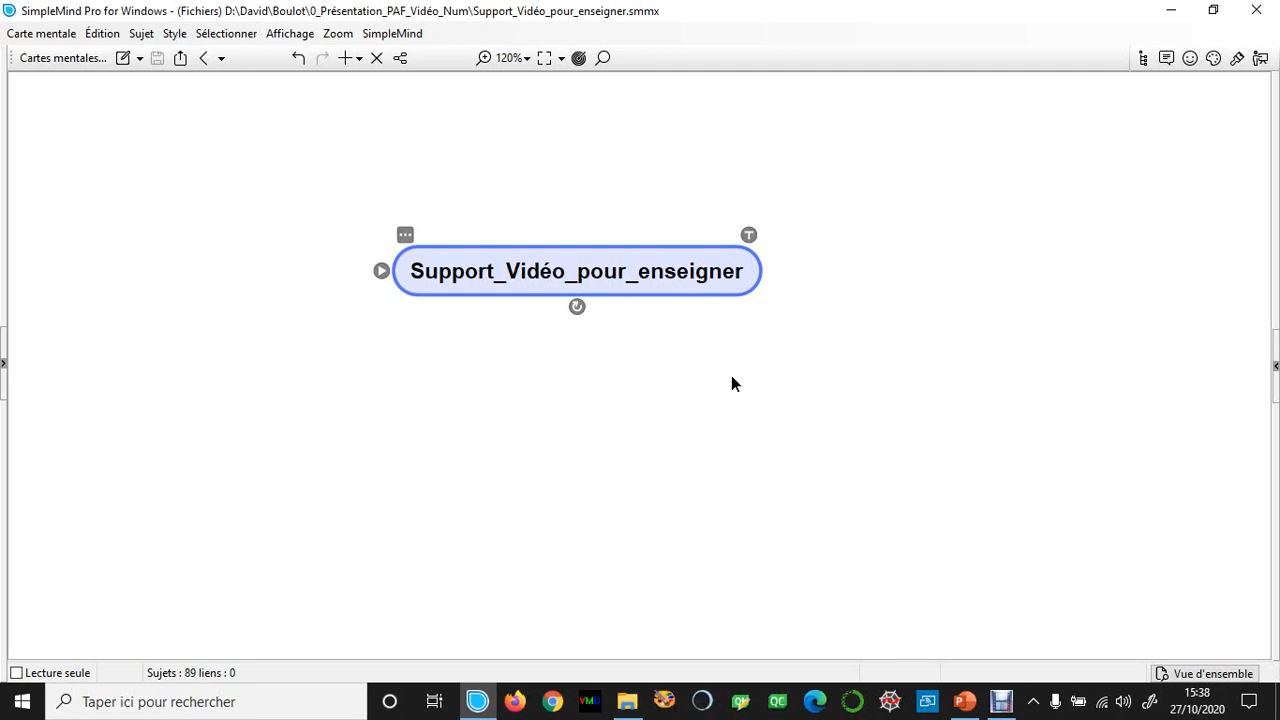 SimpleMind Pro for Windows - (Fichiers) D:\David\Boulot\0_Présentation_PAF_Vidéo_Num\Support_Vidéo_pour_enseigner.smmx
Carte mentale Édition Sujet Style Sélectionner Affichage Zoom SimpleMind
Cartes mentales... 120%
T
Support_Vidéo_pour_enseigner
Lecture seule Sujets : 89 liens : 0 Vue d'ensemble
Taper ici pour rechercher VMD QC 15:38
27/10/2020